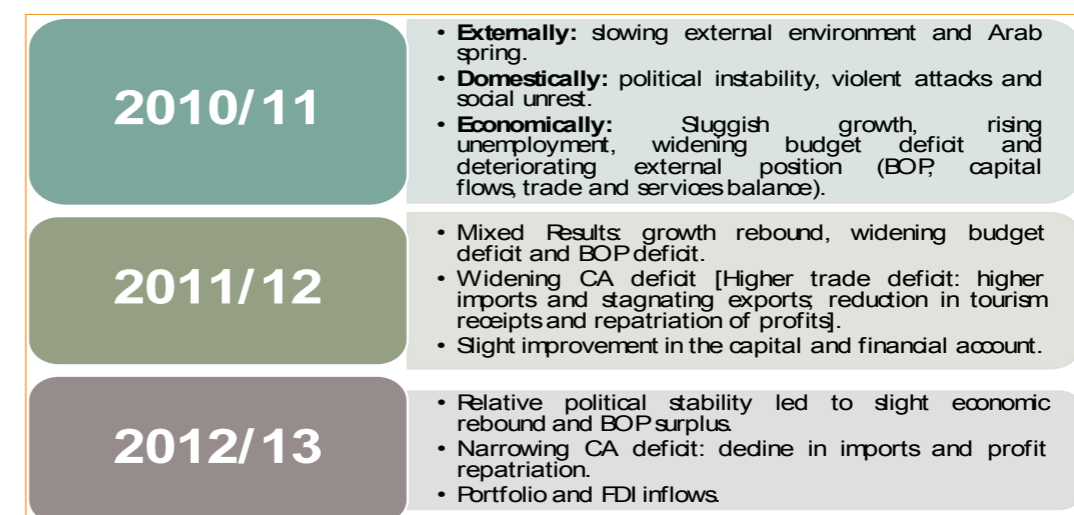 2010/11
• Externally: slowing external environment and Arab
spring.
• Domestically: political instability, violent attacks and
social unrest.
• Economically: Sluggish growth, rising
unemployment, widening budget deficit and
deteriorating external position (BOP, capital
flows, trade and services balance).
2011/12
• Mixed Results: growth rebound, widening budget
deficit and BOP deficit.
• Widening CA deficit [Higher trade deficit: higher
imports and stagnating exports; reduction in tourism
receipts and repatriation of profits].
• Slight improvement in the capital and financial account.
2012/13
• Relative political stability led to slight economic
rebound and BOP surplus.
• Narrowing CA deficit: decline in imports and profit
repatriation.
• Portfolio and FDI inflows.